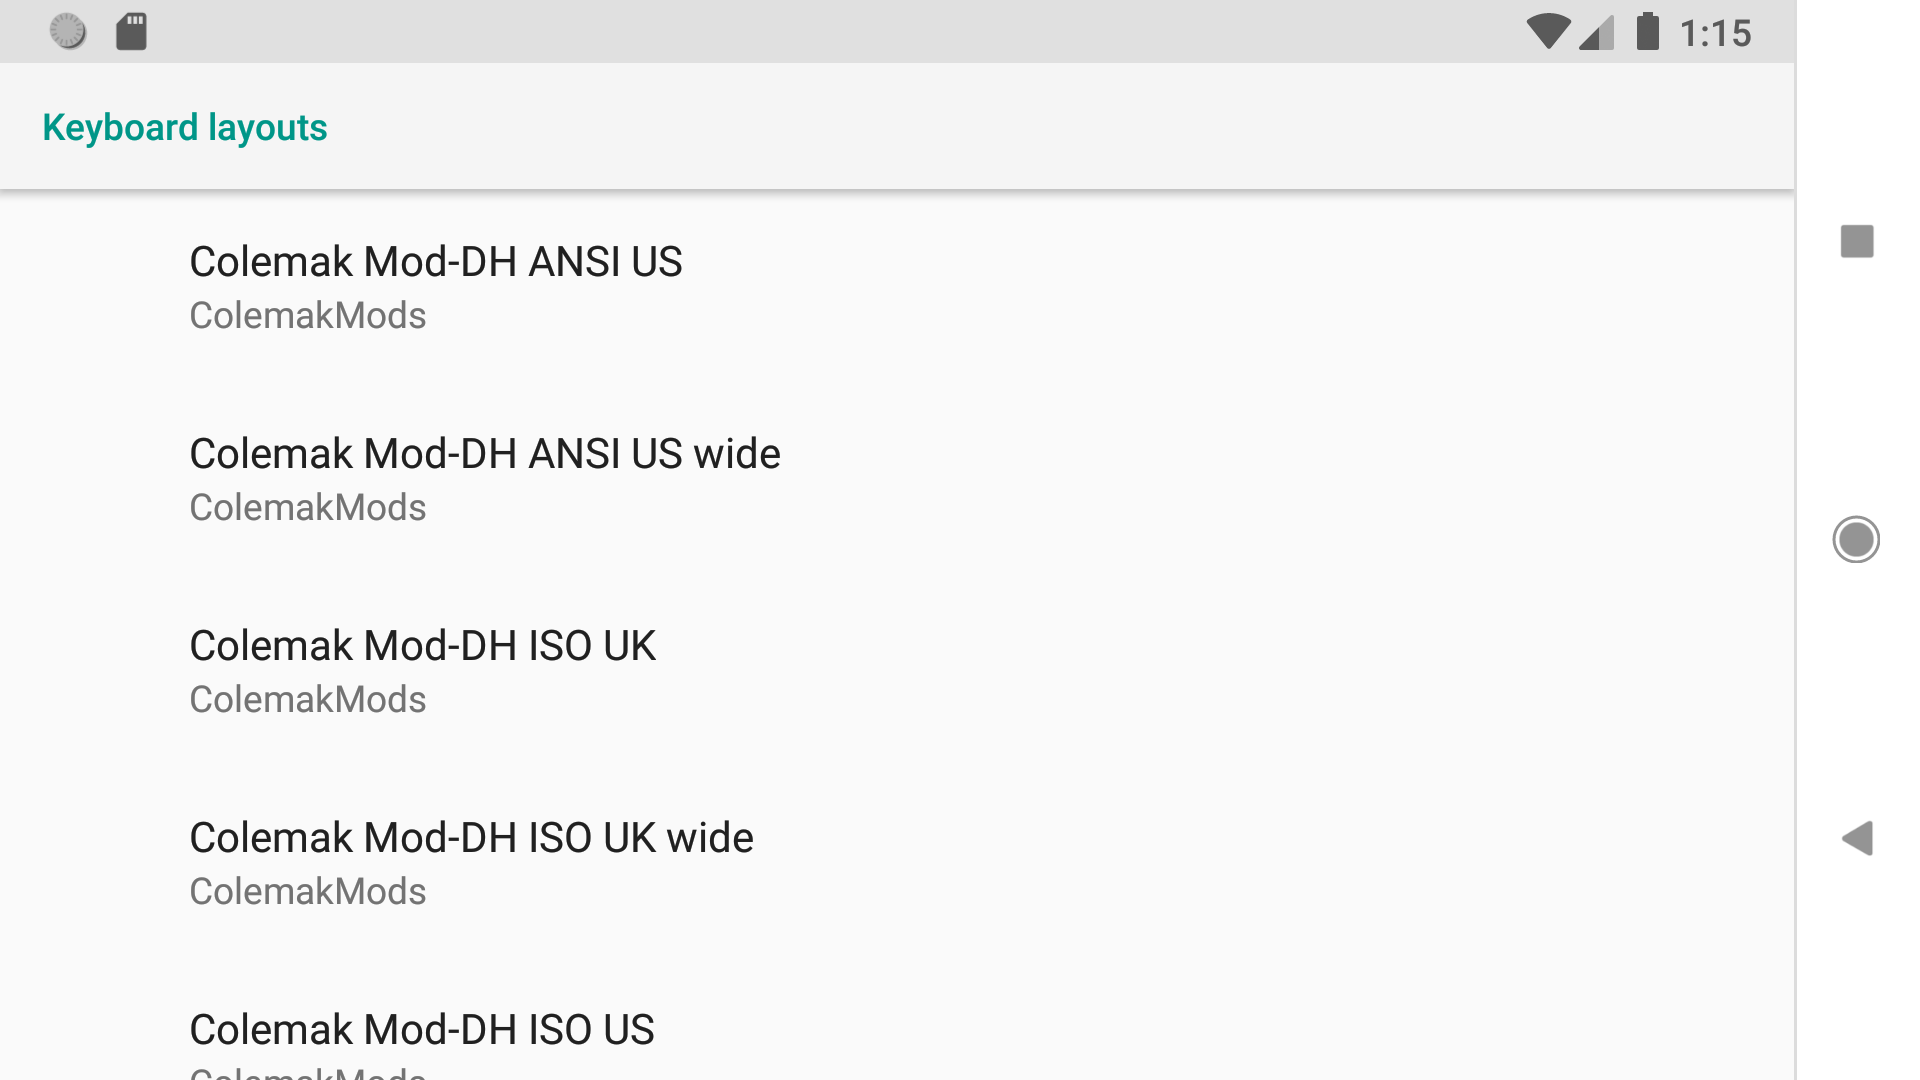 1:15
Keyboard layouts
Colemak Mod-DH ANSI US
ColemakMods
Colemak Mod-DH ANSI US wide
ColemakMods
Colemak Mod-DH ISO UK
ColemakMods
Colemak Mod-DH ISO UK wide
ColemakMods
Colemak Mod-DH ISO US
ColemakMods